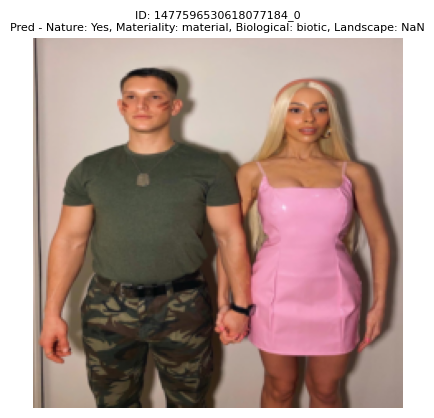 ID: 1477596530618077184_0
Pred - Nature: Yes, Materiality: material, Biological: biotic, Landscape: NaN